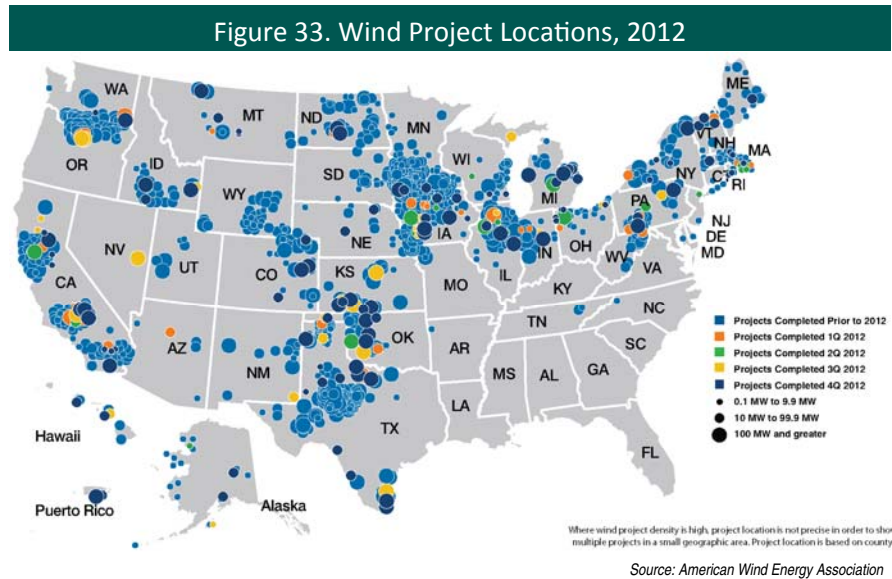 Figure 33. Wind Project Locations, 2012
WA
MT
ND
MN
ME
OR
ID
WY
SD
WI
MI
VT
NH
MA
NY
CT
RI
NV
UT
CO
NE
IA
PA
NJ
DE
MD
CA
KS
MO
IL
IN
OH
WV
VA
KY
AZ
NM
OK
AR
TN
NC
SC
MS
AL
GA
LA
TX
FL
Hawaii
Puerto Rico
Alaska
Projects Completed Prior to 2012
Projects Completed 1Q 2012
Projects Completed 2Q 2012
Projects Completed 3Q 2012
Projects Completed 4Q 2012
0.1 MW to 9.9 MW
10 MW to 99.9 MW
100 MW and greater
Where wind project density is high, project location is not precise in order to sho
multiple projects in a small geographic area. Project location is based on county
Source: American Wind Energy Association